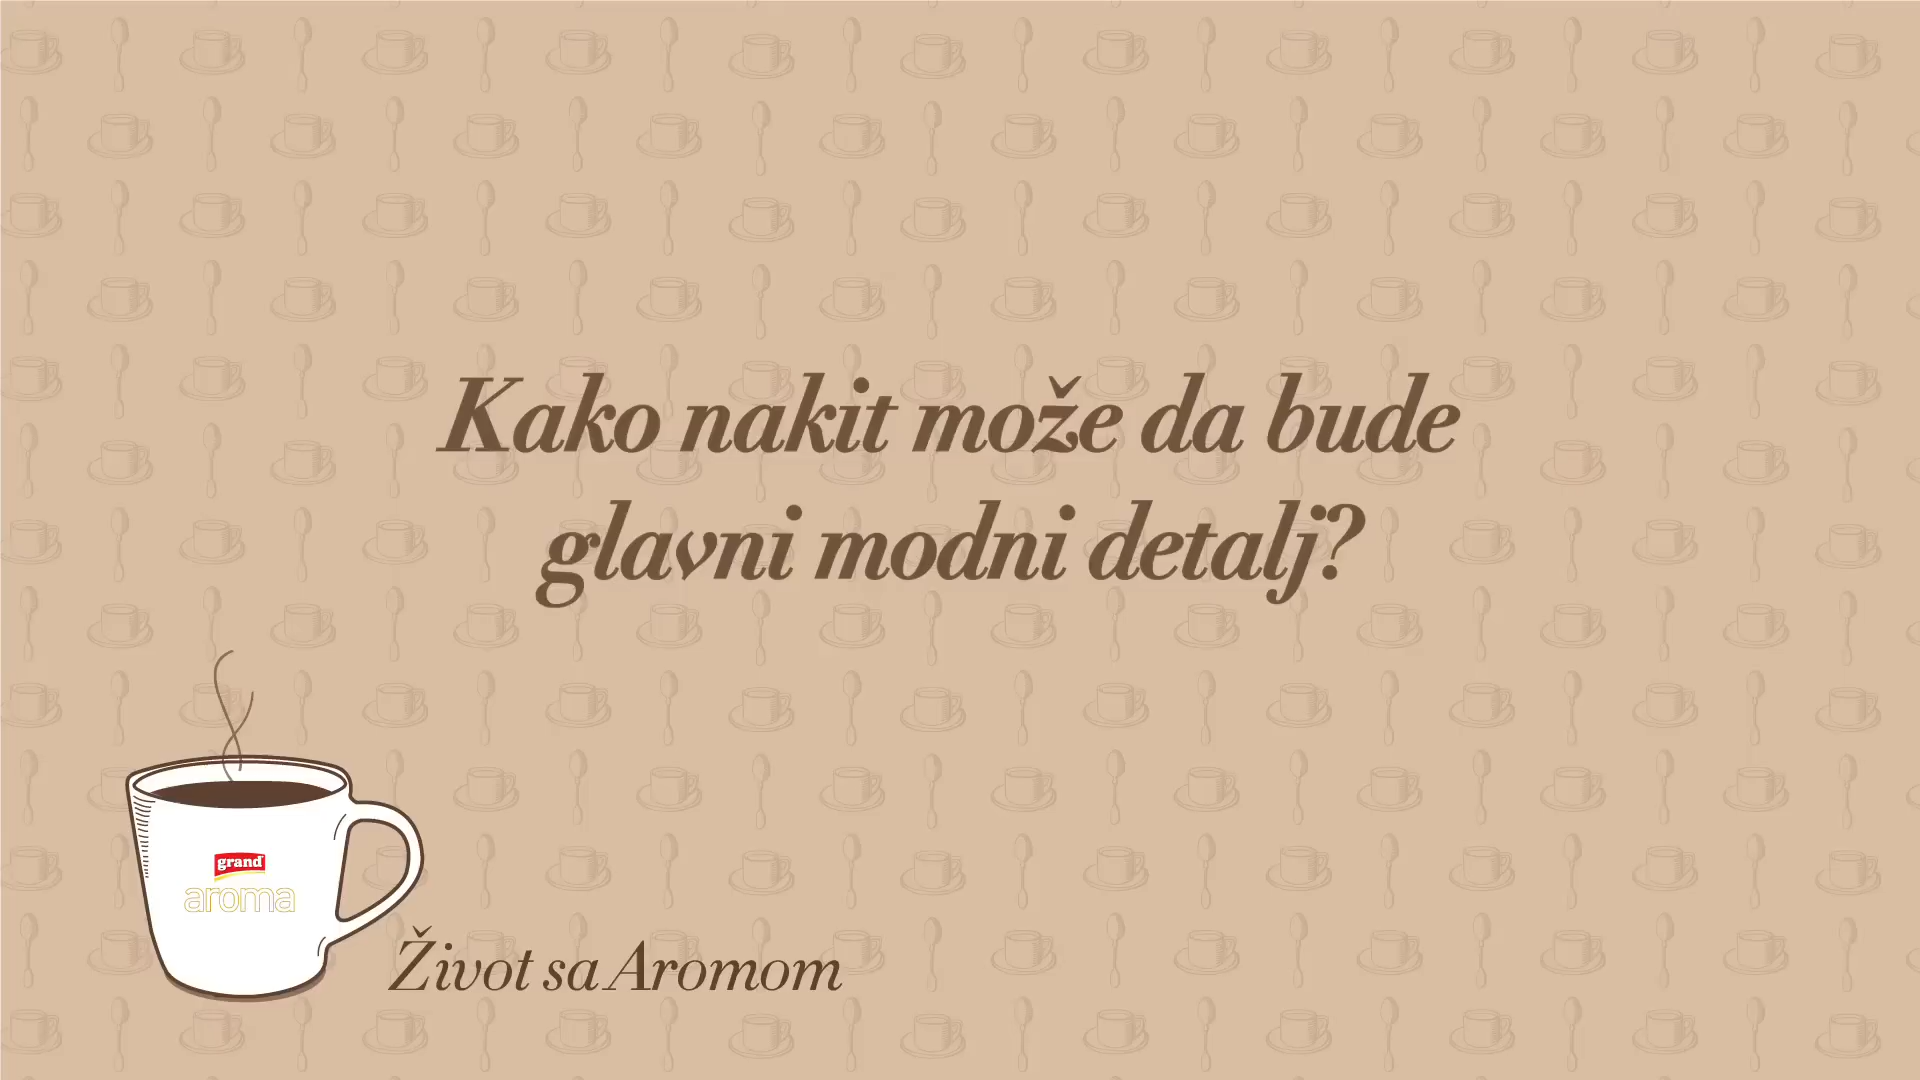 Kako nakit može da bude
glavni modni detalj?
grand
aroma
Život sa Aromom